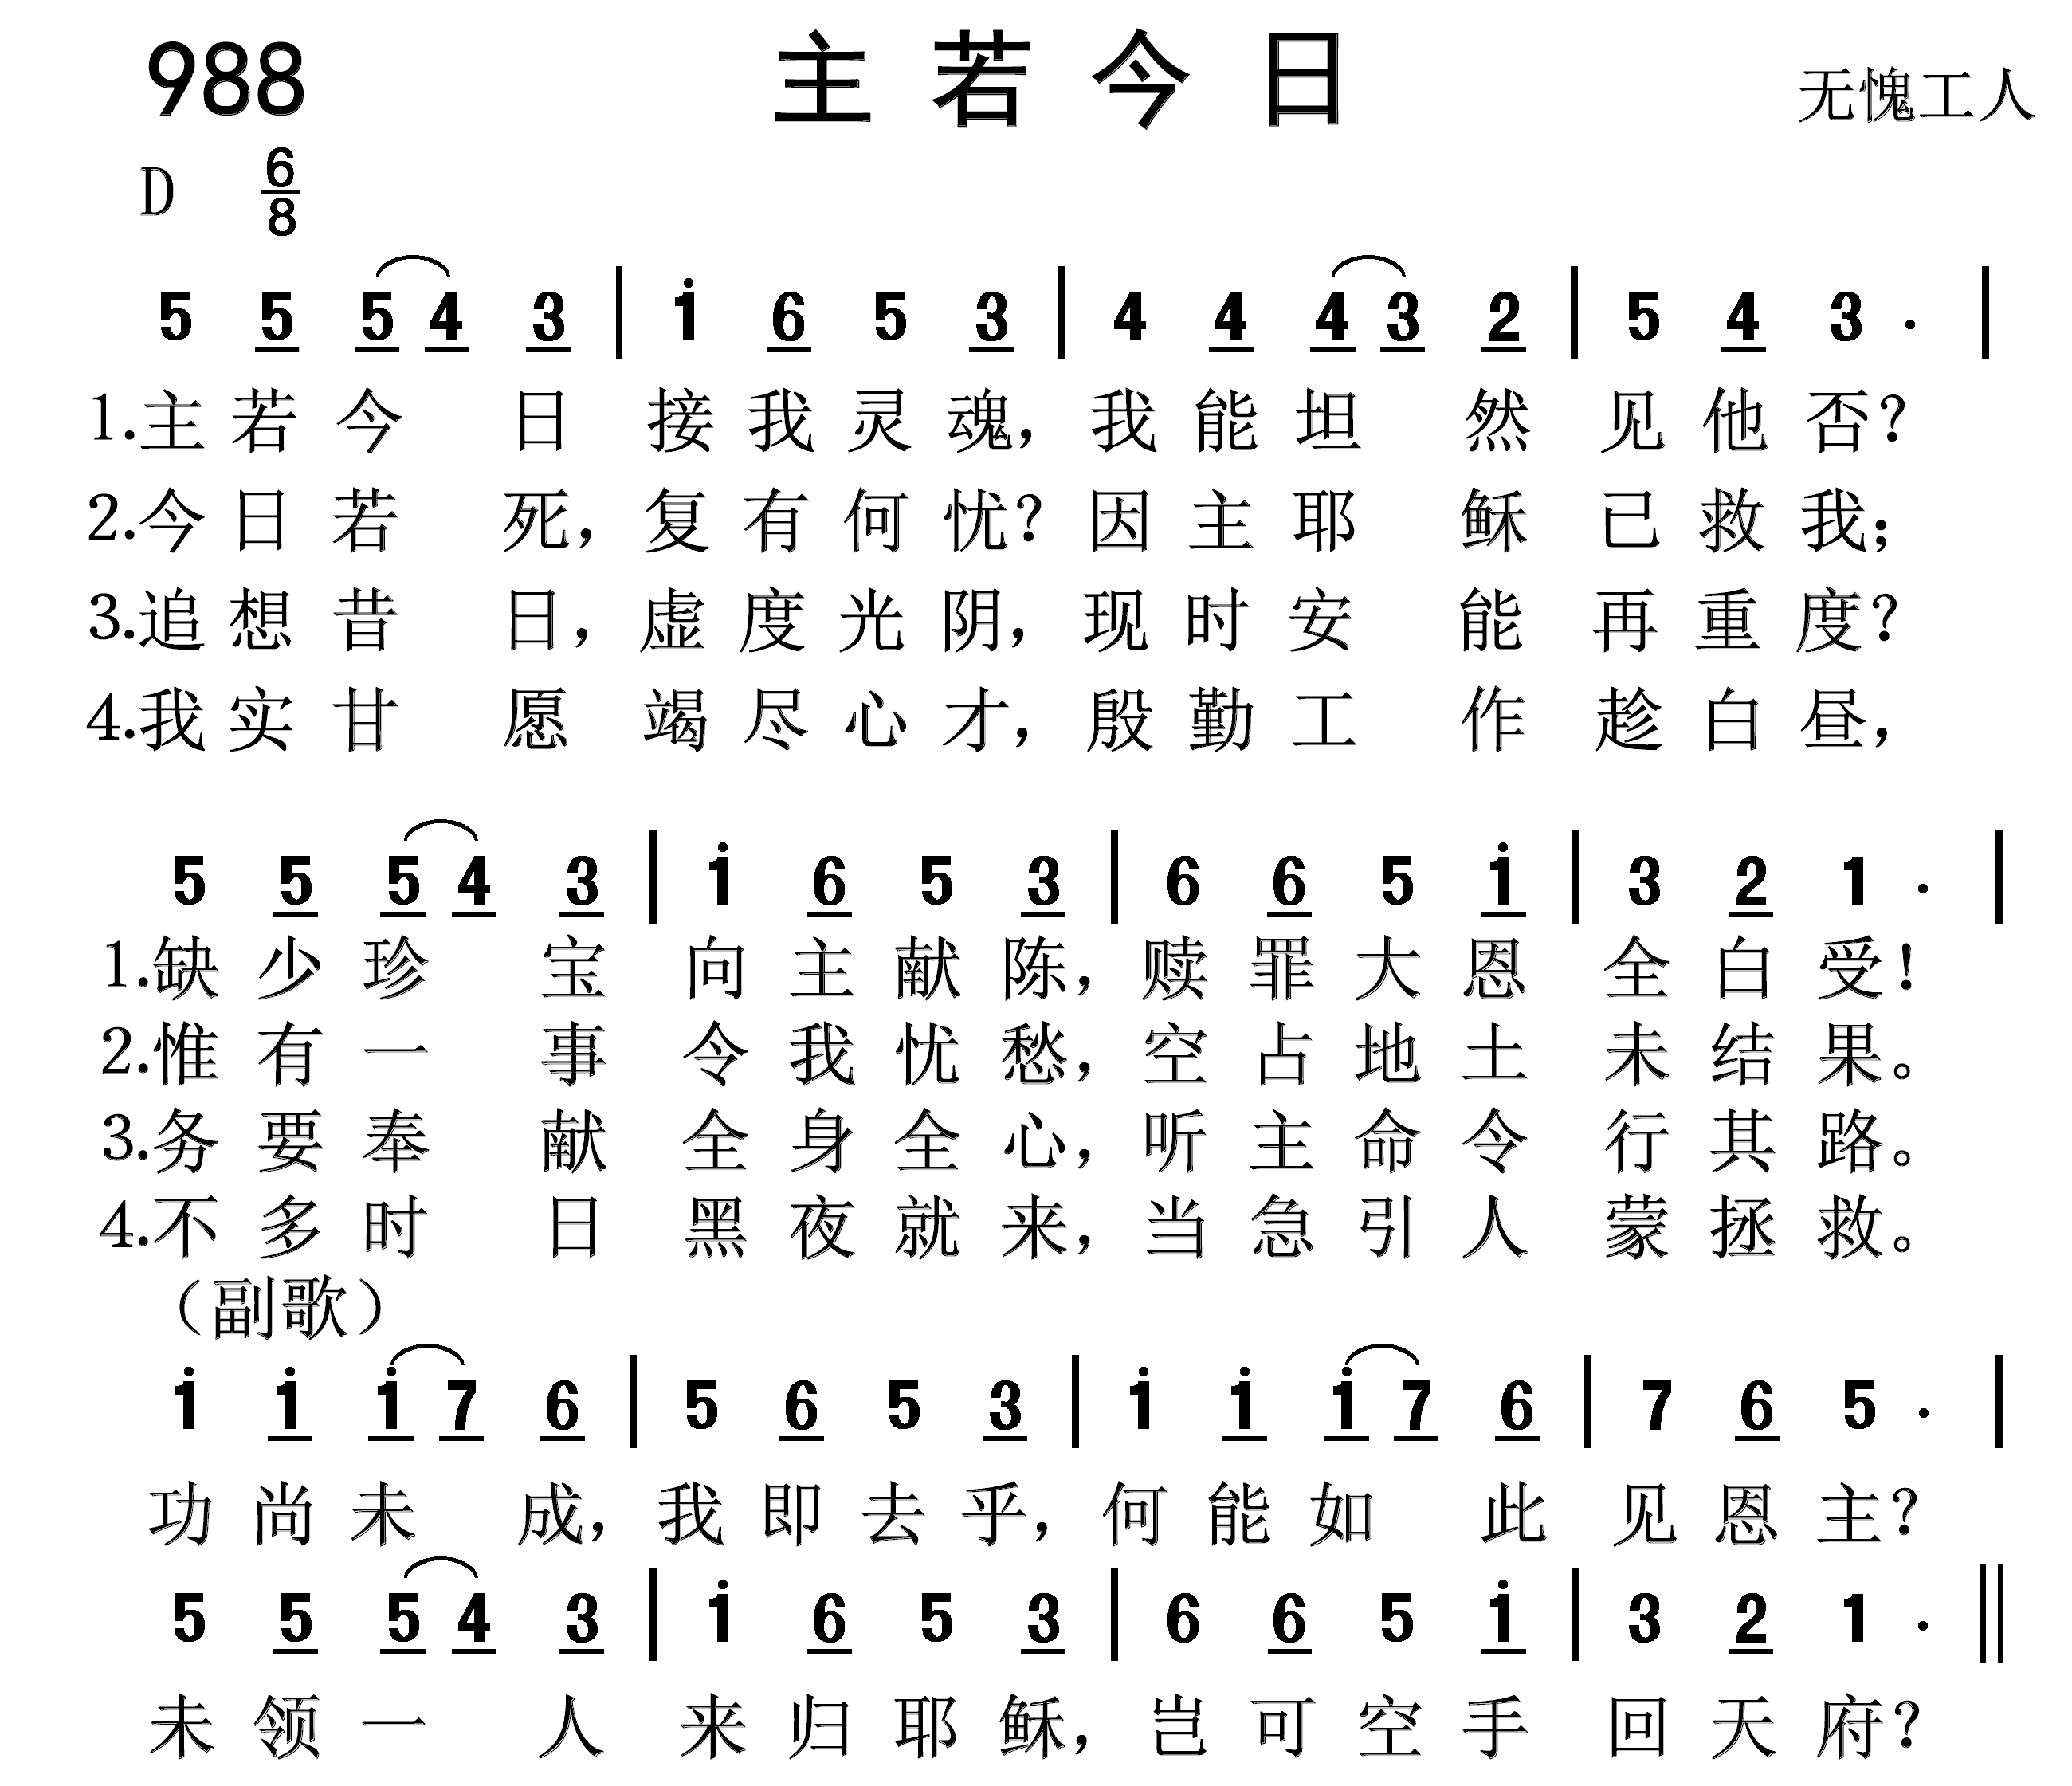 988 主若今日 无愧工人
D 6/8
5 5 5 4 3 | 1 6 5 3 | 4 4 4 3 2 | 5 4 3 · |
1.主若今日接我灵魂，我能坦然见他否？
2.今日若死，复有何忧？因主耶稣已救我；
3.追想昔日，虚度光阴，现时安能再重度？
4.我实甘愿竭尽心才，殷勤工作趁白昼，
5 5 5 4 3 | 1 6 5 3 | 6 6 5 1 | 3 2 1 · |
1.缺少珍宝向主献陈，赎罪大恩全白受！
2.惟有一事令我忧愁，空占地土未结果。
3.务要奉献全身全心，听主命令行其路。
4.不多时日黑夜就来，当急引人蒙拯救。
（副歌）
1 1 1 7 6 | 5 6 5 3 | 1 1 1 7 6 | 7 6 5 · |
功尚未成，我即去乎，何能如此见恩主？
5 5 5 4 3 | 1 6 5 3 | 6 6 5 1 | 3 2 1 · ||
未领一人来归耶稣，岂可空手回天府？